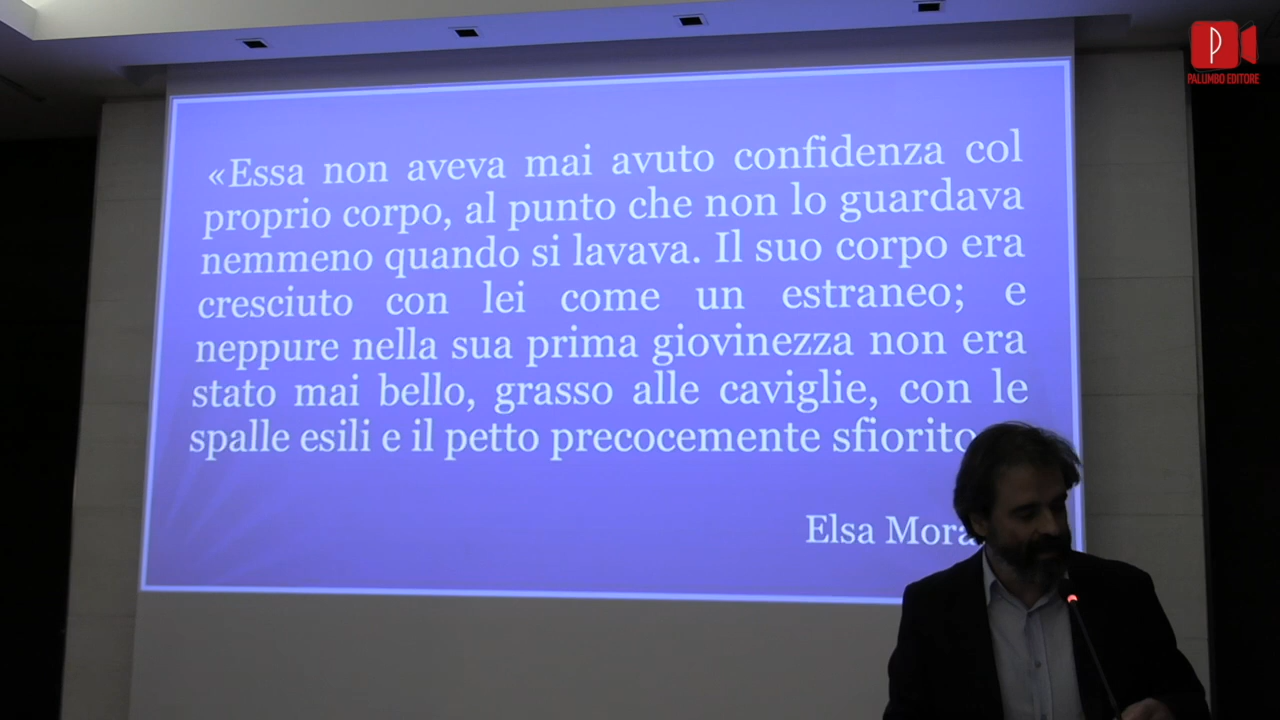 PALUMBO EDITORE
«Essa non aveva mai avuto confidenza col
proprio corpo, al punto che non lo guardava
nemmeno quando si lavava. Il suo corpo era
cresciuto con lei come un estraneo; e
neppure nella sua prima giovinezza non era
stato mai bello, grasso alle caviglie, con le
spalle esili e il petto precocemente sfiorito
Elsa Mora